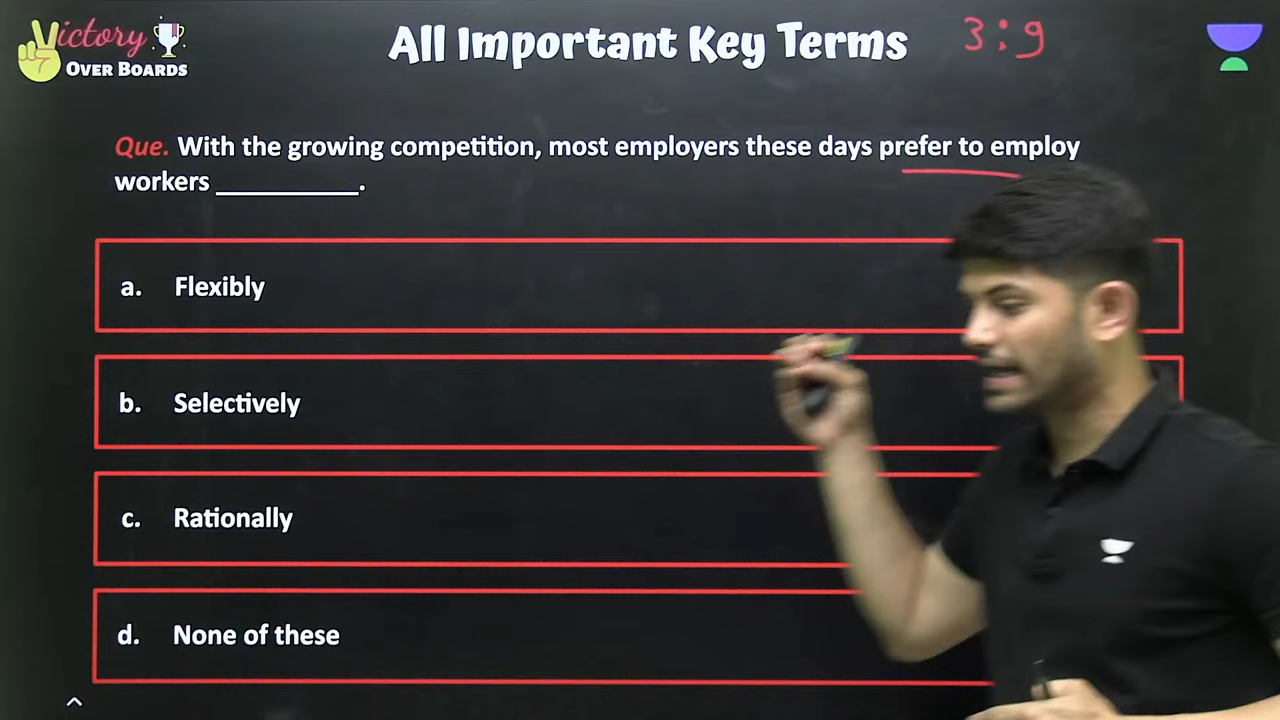 Victory
OVER BOARDS
All Important Key Terms 3:9
Que. With the growing competition, most employers these days prefer to employ
workers __________.
a. Flexibly
b. Selectively
c. Rationally
d. None of these